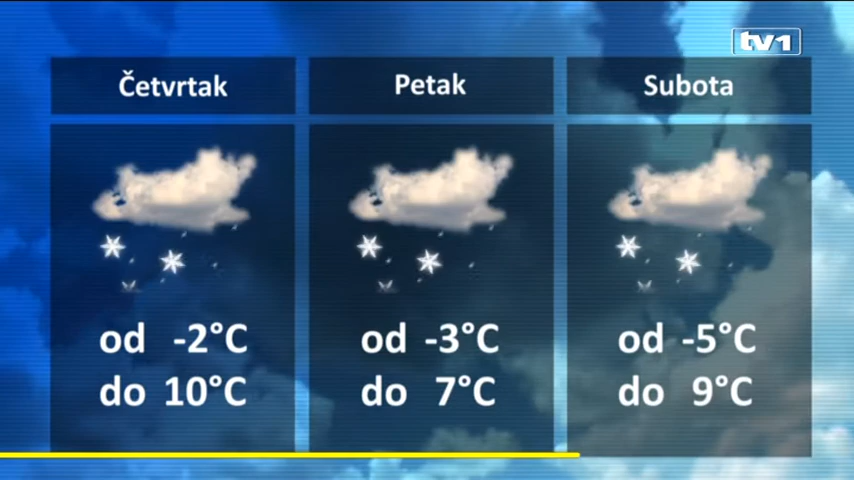 tv1
Četvrtak
Petak
Subota
od -2°C
do 10°C
od -3°C
do 7°C
od -5°C
do 9°C